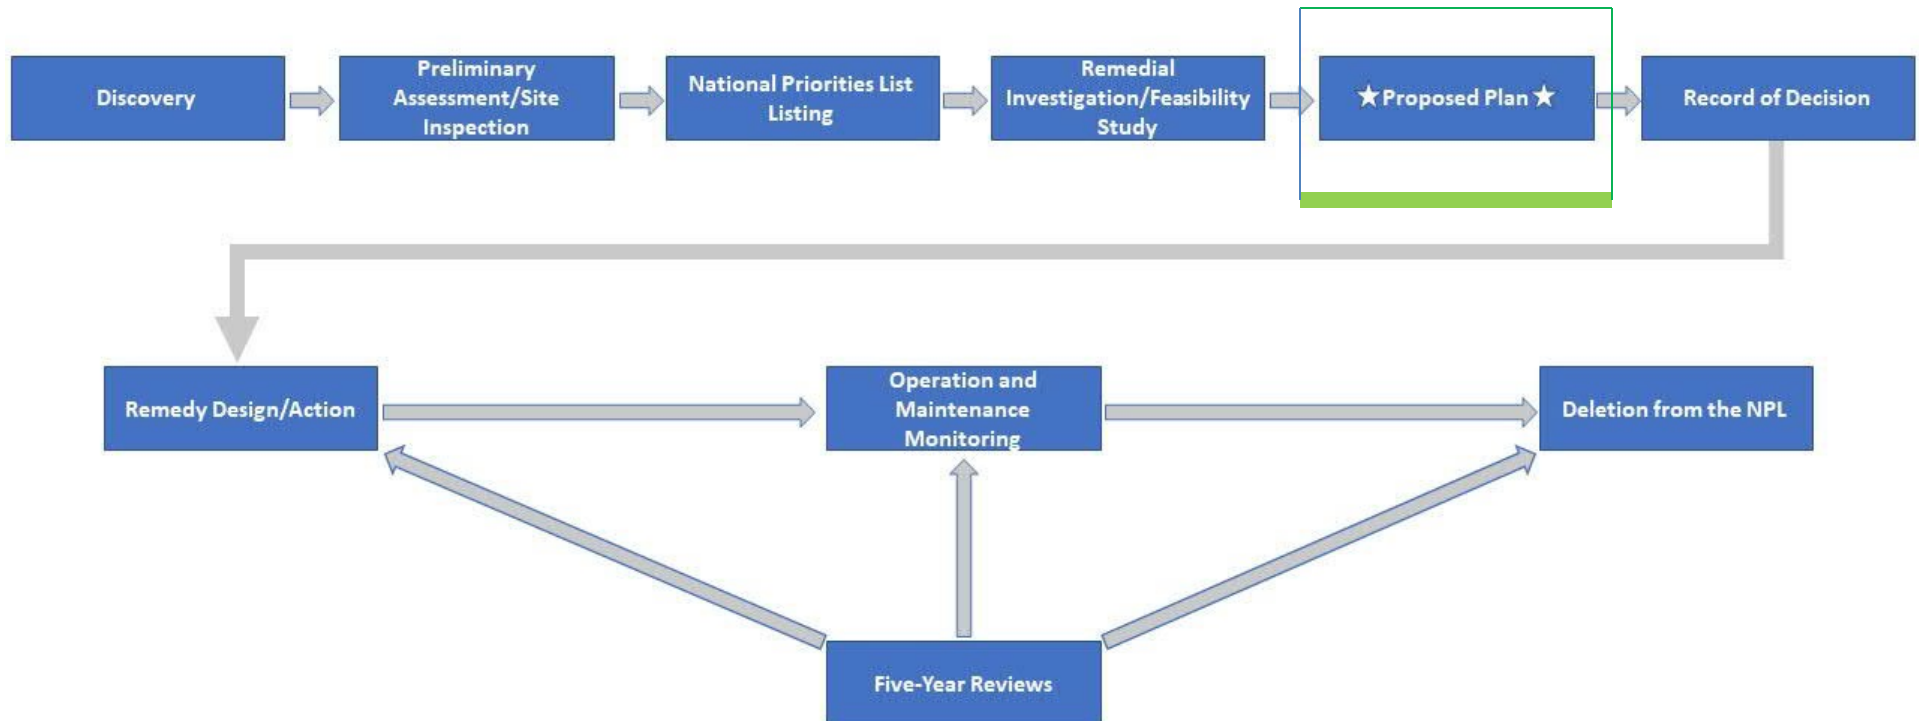 Discovery
Preliminary
Assessment/Site
Inspection
National Priorities List
Listing
Remedial
Investigation/Feasibility
Study
★Proposed Plan★
Record of Decision
Remedy Design/Action
Operation and
Maintenance
Monitoring
Deletion from the NPL
Five-Year Reviews